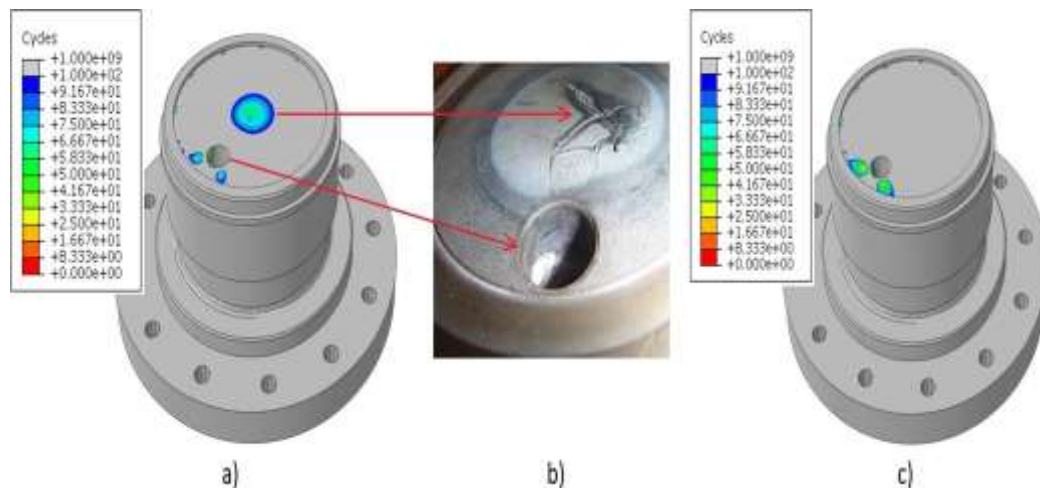 Cycles
+1.000e+09
+1.000e+02
+9.167e+01
+8.333e+01
+7.500e+01
+6.667e+01
+5.833e+01
+5.000e+01
+4.167e+01
+3.333e+01
+2.500e+01
+1.667e+01
+8.333e+00
+0.000e+00
Cycles
+1.000e+09
+1.000e+02
+9.167e+01
+8.333e+01
+7.500e+01
+6.667e+01
+5.833e+01
+5.000e+01
+4.167e+01
+3.333e+01
+2.500e+01
+1.667e+01
+8.333e+00
+0.000e+00
a)
b)
c)